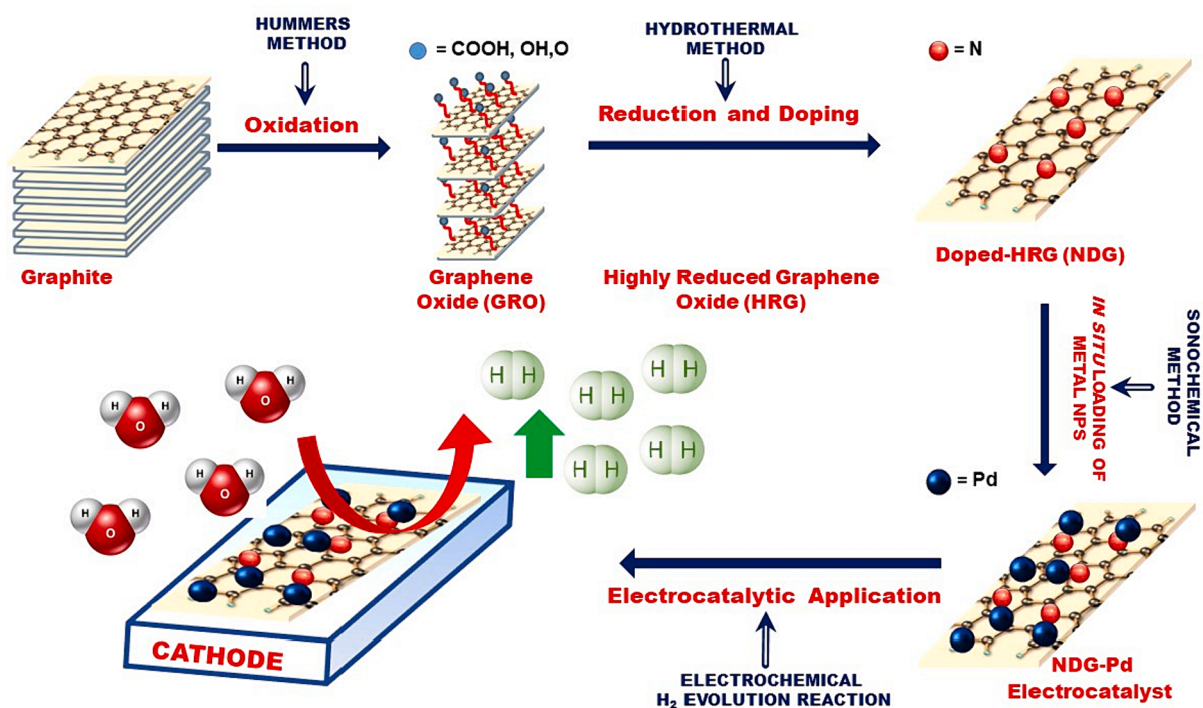 HUMMERS
METHOD
Oxidation
= COOH, OH,O
HYDROTHERMAL
METHOD
Reduction and Doping
= N
Graphite
Graphene
Oxide (GRO)
Highly Reduced Graphene
Oxide (HRG)
Doped-HRG (NDG)
IN SITU LOADING OF
METAL NPS
SONOCHEMICAL
METHOD
H H
O
H H
O
H H
O
H H
O
H H
H H
H H
H H
H H
= Pd
CATHODE
Electrocatalytic Application
ELECTROCHEMICAL
H₂ EVOLUTION REACTION
NDG-Pd
Electrocatalyst